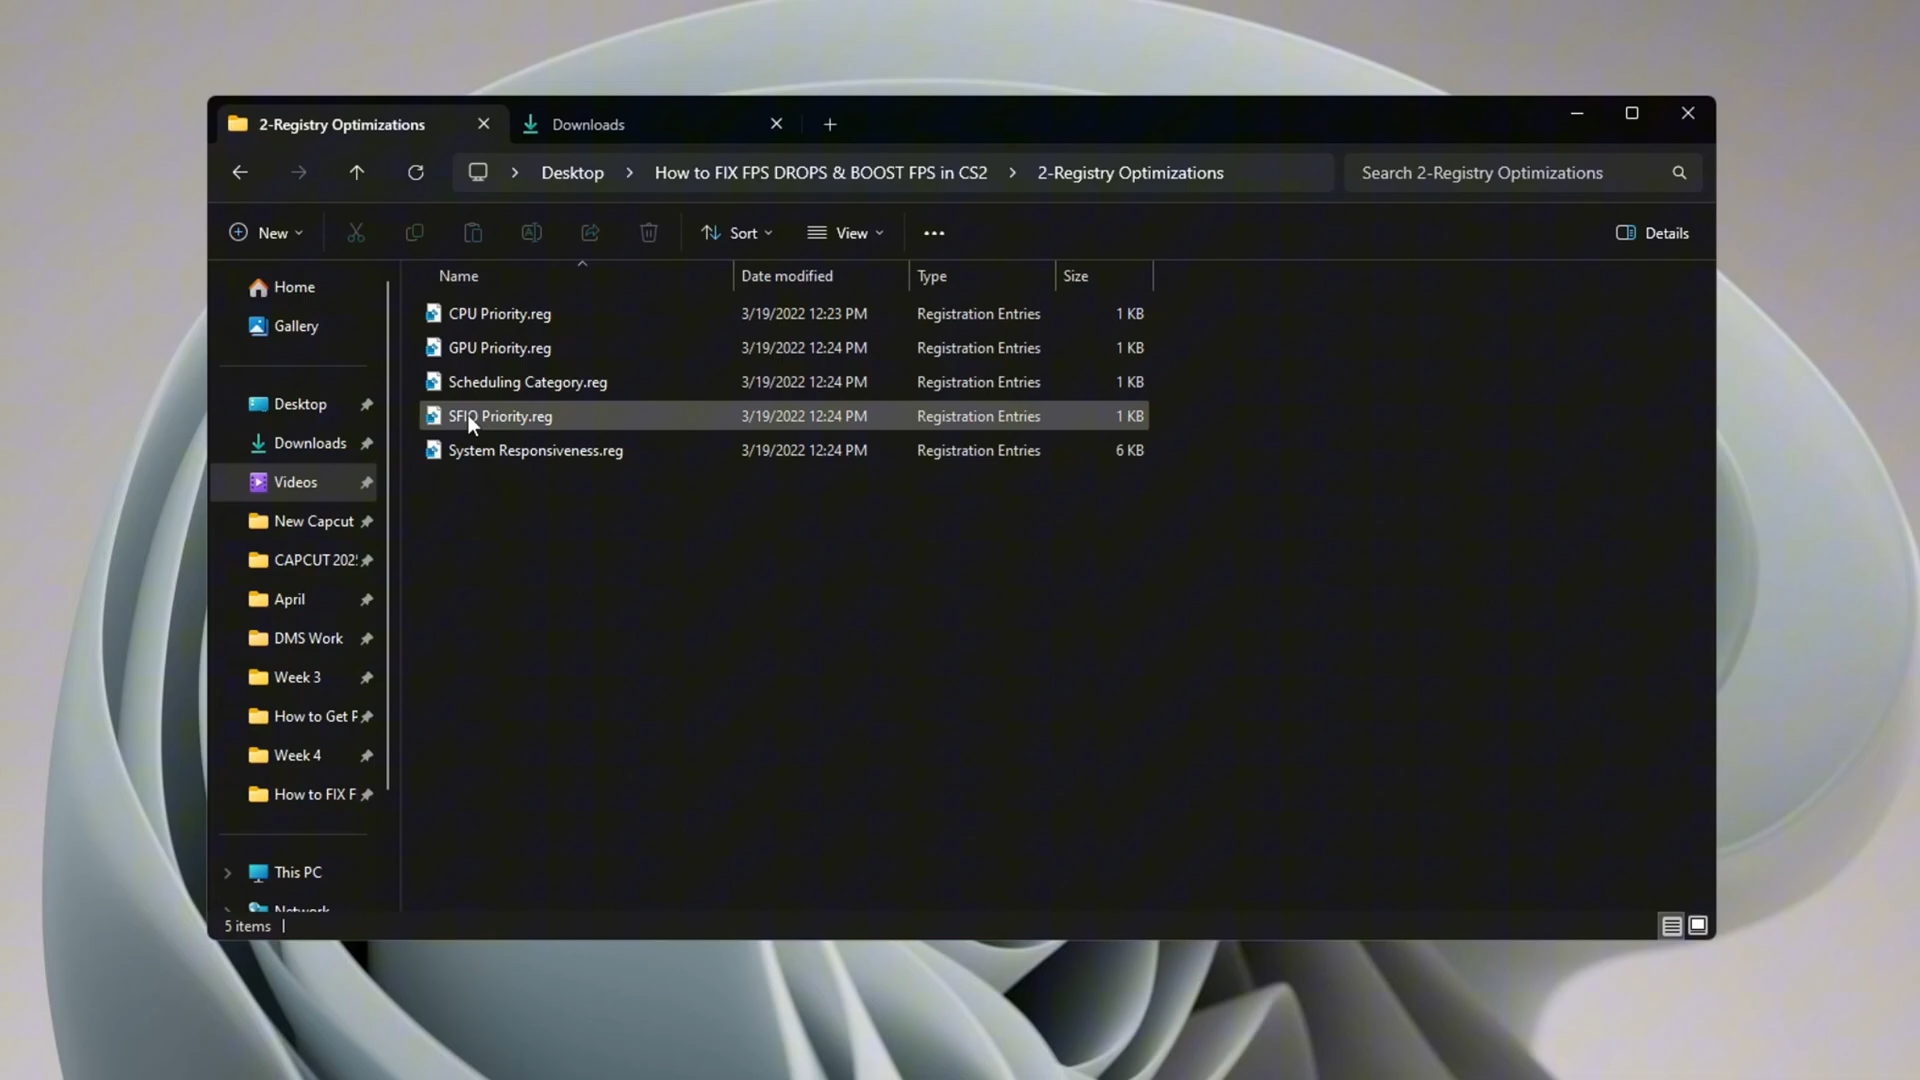 2-Registry Optimizations
Downloads
Desktop
How to FIX FPS DROPS & BOOST FPS in CS2
2-Registry Optimizations
Search 2-Registry Optimizations
New
Sort
View
Details
Home
Gallery
Desktop
Downloads
Videos
New Capcut
CAPCUT 202
April
DMS Work
Week 3
How to Get P
Week 4
How to FIX F
This PC
Network
Name Date modified Type Size
CPU Priority.reg 3/19/2022 12:23 PM Registration Entries 1 KB
GPU Priority.reg 3/19/2022 12:24 PM Registration Entries 1 KB
Scheduling Category.reg 3/19/2022 12:24 PM Registration Entries 1 KB
SFIO Priority.reg 3/19/2022 12:24 PM Registration Entries 1 KB
System Responsiveness.reg 3/19/2022 12:24 PM Registration Entries 6 KB
5 items